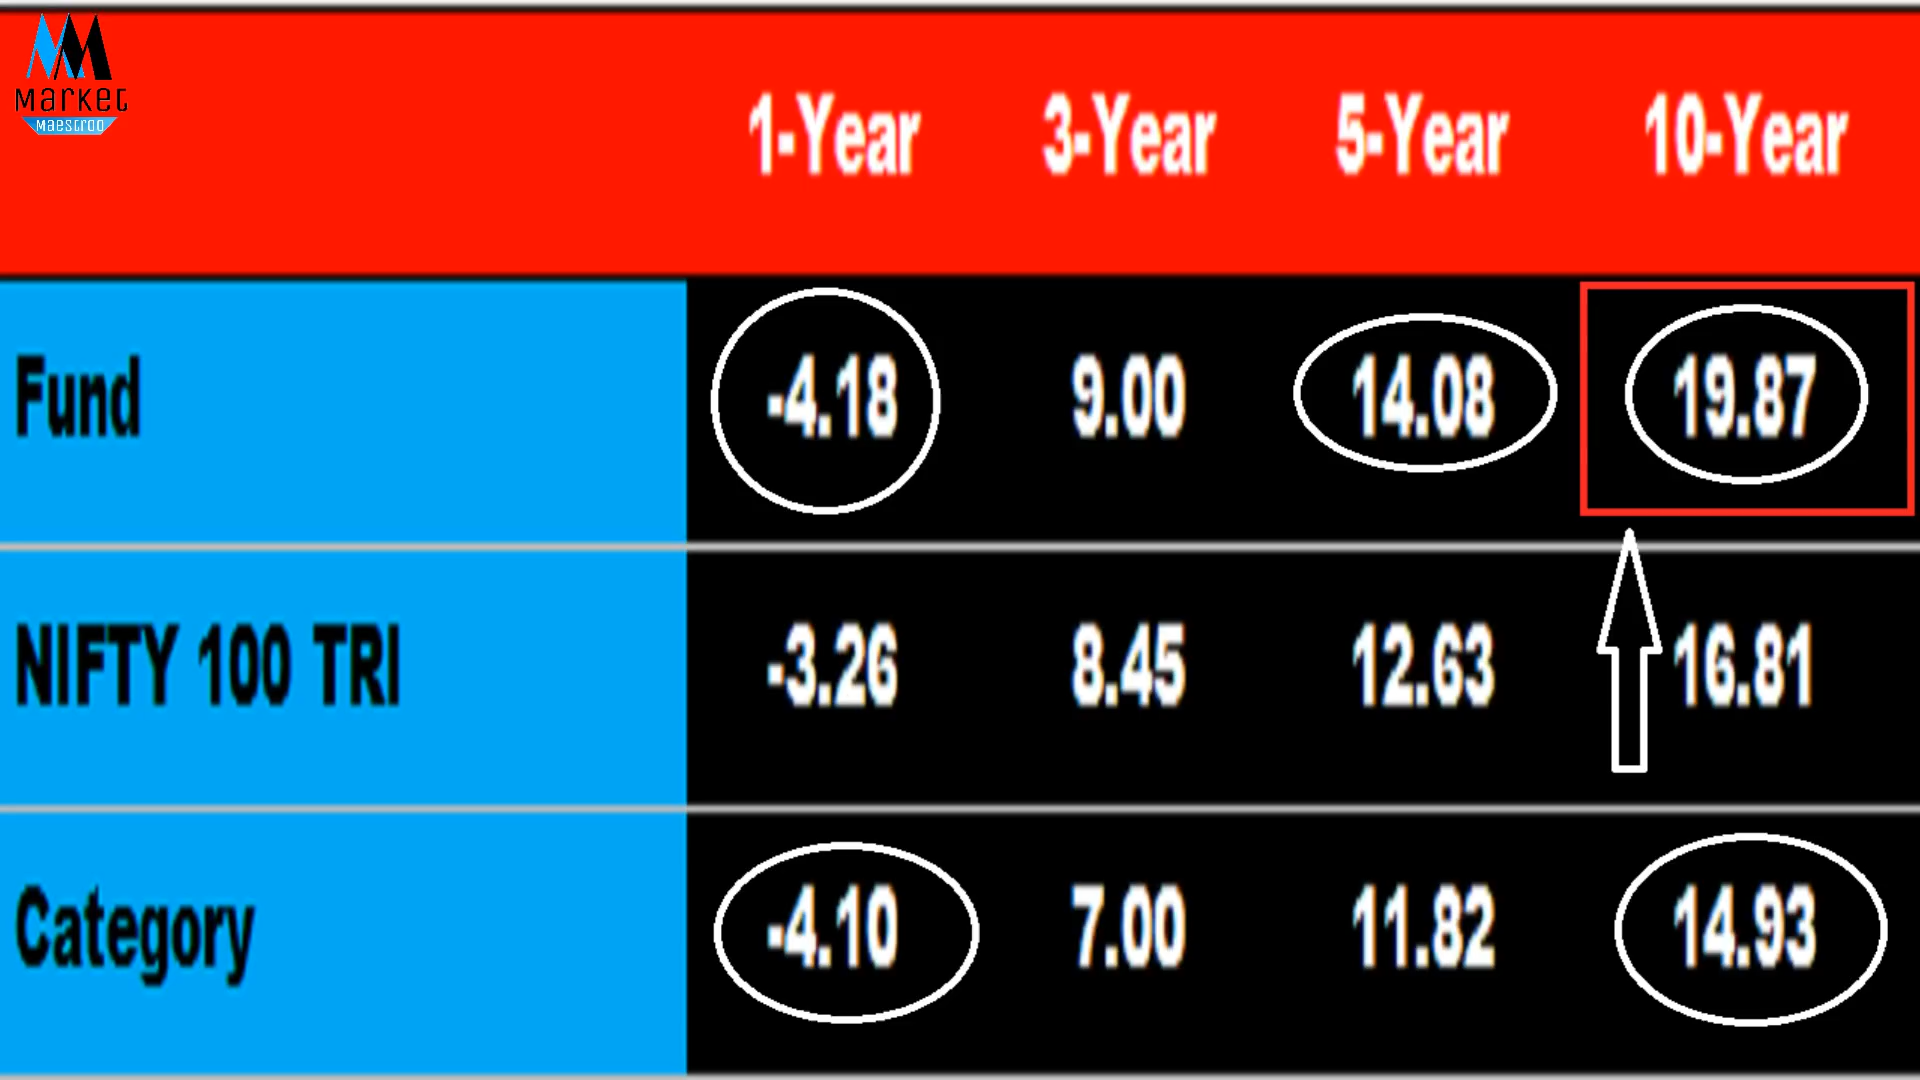 Market
Maestroo
1-Year 3-Year 5-Year 10-Year
Fund -4.18 9.00 14.08 19.87
NIFTY 100 TRI -3.26 8.45 12.63 16.81
Category -4.10 7.00 11.82 14.93